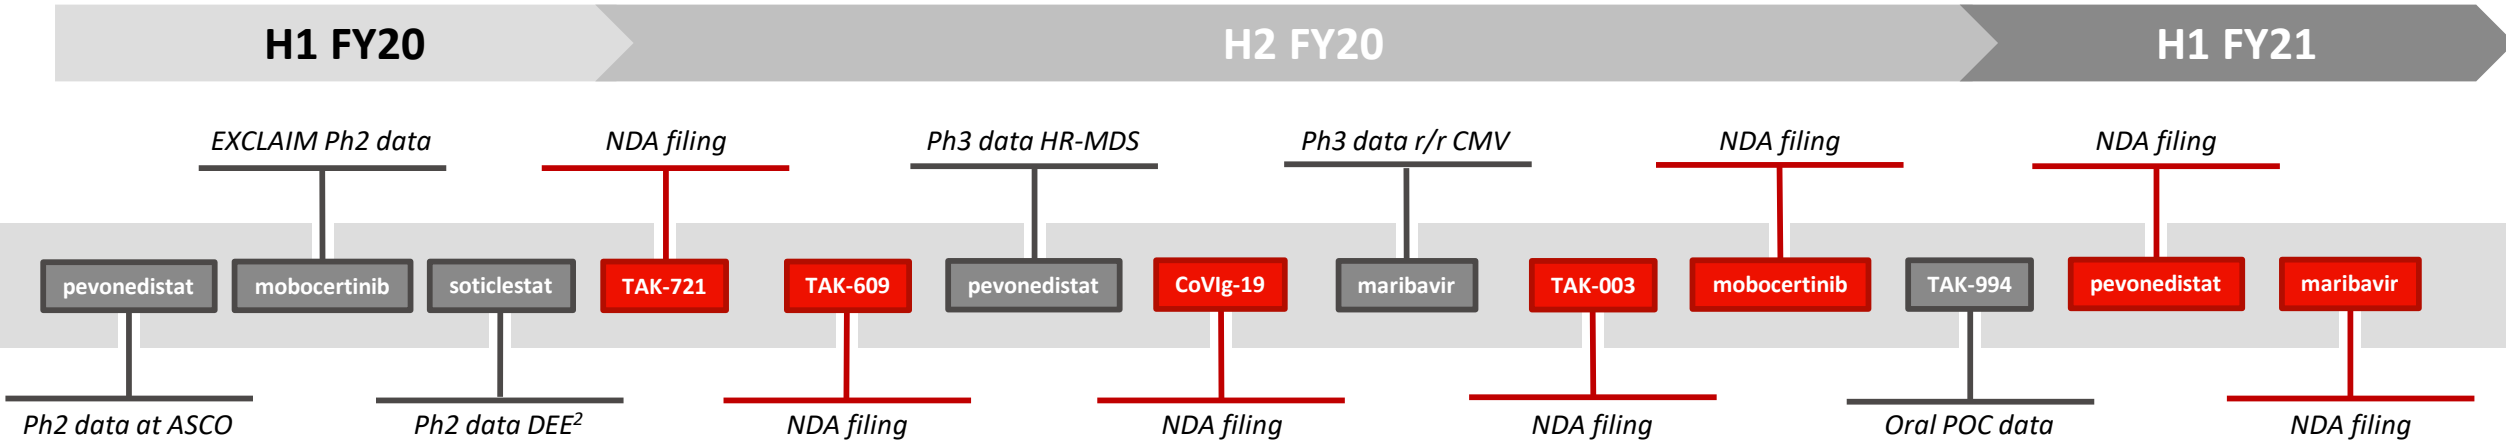 H1 FY20
H2 FY20
H1 FY21
EXCLAIM Ph2 data
NDA filing
Ph3 data HR-MDS
Ph3 data r/r CMV
NDA filing
NDA filing
pevonedistat
mobocertinib
soticlestat
TAK-721
TAK-609
pevonedistat
CoVIg-19
maribavir
TAK-003
mobocertinib
TAK-994
pevonedistat
maribavir
Ph2 data at ASCO
Ph2 data DEE²
NDA filing
NDA filing
NDA filing
Oral POC data
NDA filing